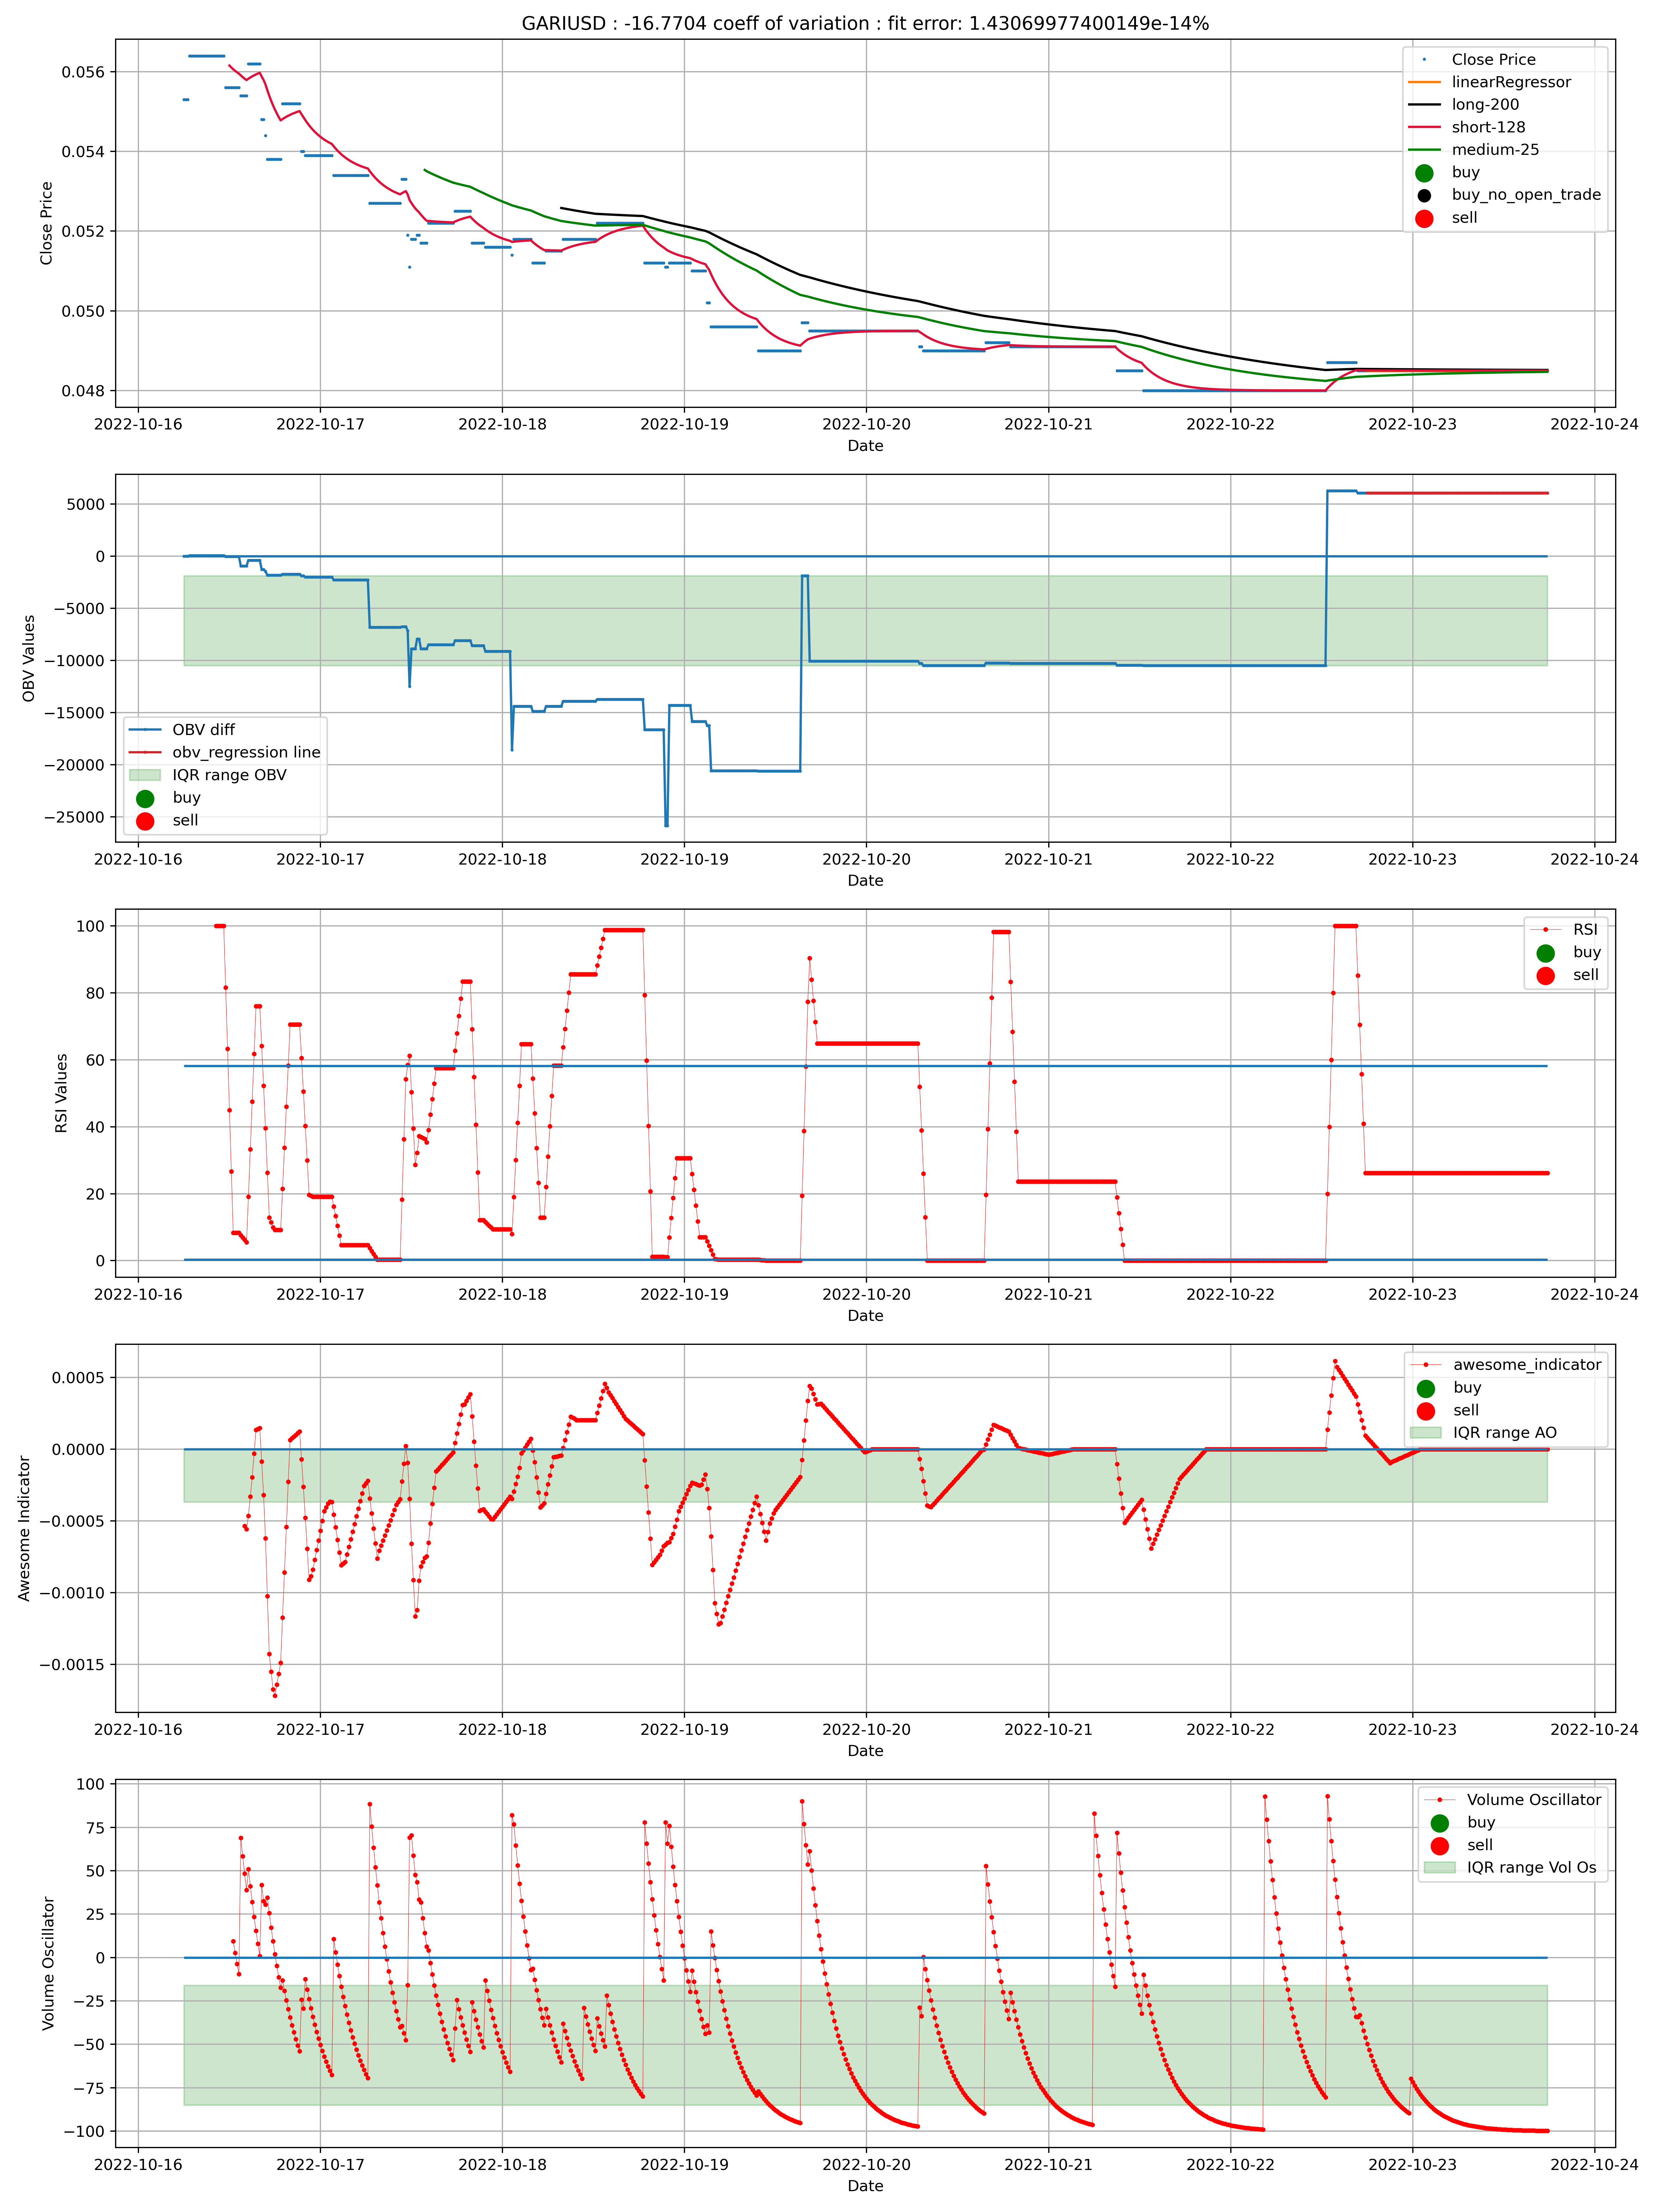 GARIUSD : -16.7704 coeff of variation : fit error: 1.43069977400149e-14%
Close Price
0.056
0.054
0.052
0.050
0.048
Close Price
linearRegressor
long-200
short-128
medium-25
buy
buy_no_open_trade
sell
2022-10-16 2022-10-17 2022-10-18 2022-10-19 2022-10-20 2022-10-21 2022-10-22 2022-10-23 2022-10-24
Date
OBV Values
5000
0
−5000
−10000
−15000
−20000
−25000
OBV diff
obv_regression line
IQR range OBV
buy
sell
2022-10-16 2022-10-17 2022-10-18 2022-10-19 2022-10-20 2022-10-21 2022-10-22 2022-10-23 2022-10-24
Date
RSI Values
100
80
60
40
20
0
RSI
buy
sell
2022-10-16 2022-10-17 2022-10-18 2022-10-19 2022-10-20 2022-10-21 2022-10-22 2022-10-23 2022-10-24
Date
Awesome Indicator
0.0005
0.0000
−0.0005
−0.0010
−0.0015
awesome_indicator
buy
sell
IQR range AO
2022-10-16 2022-10-17 2022-10-18 2022-10-19 2022-10-20 2022-10-21 2022-10-22 2022-10-23 2022-10-24
Date
Volume Oscillator
100
75
50
25
0
−25
−50
−75
−100
Volume Oscillator
buy
sell
IQR range Vol Os
2022-10-16 2022-10-17 2022-10-18 2022-10-19 2022-10-20 2022-10-21 2022-10-22 2022-10-23 2022-10-24
Date